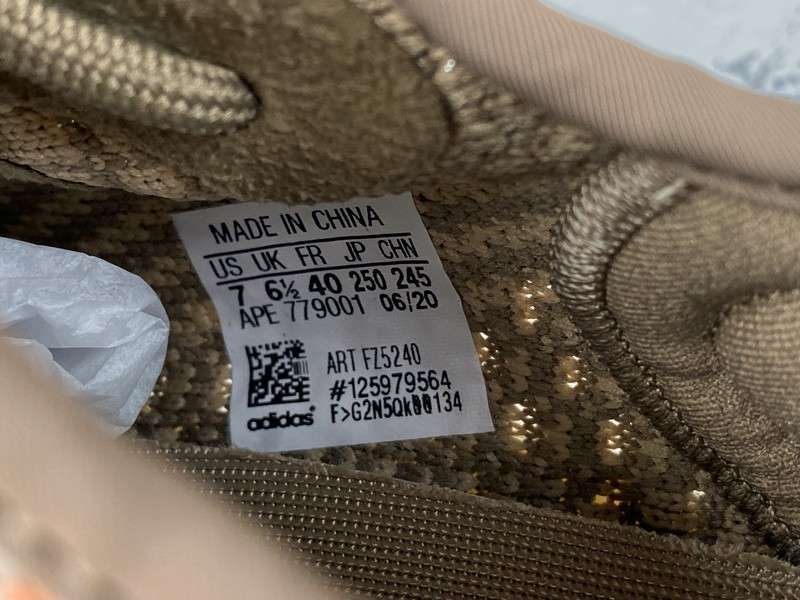 MADE IN CHINA
US UK FR JP CHN
7 6½ 40 250 245
APE 779001 06/20
ART FZ5240
#125979564
adidas